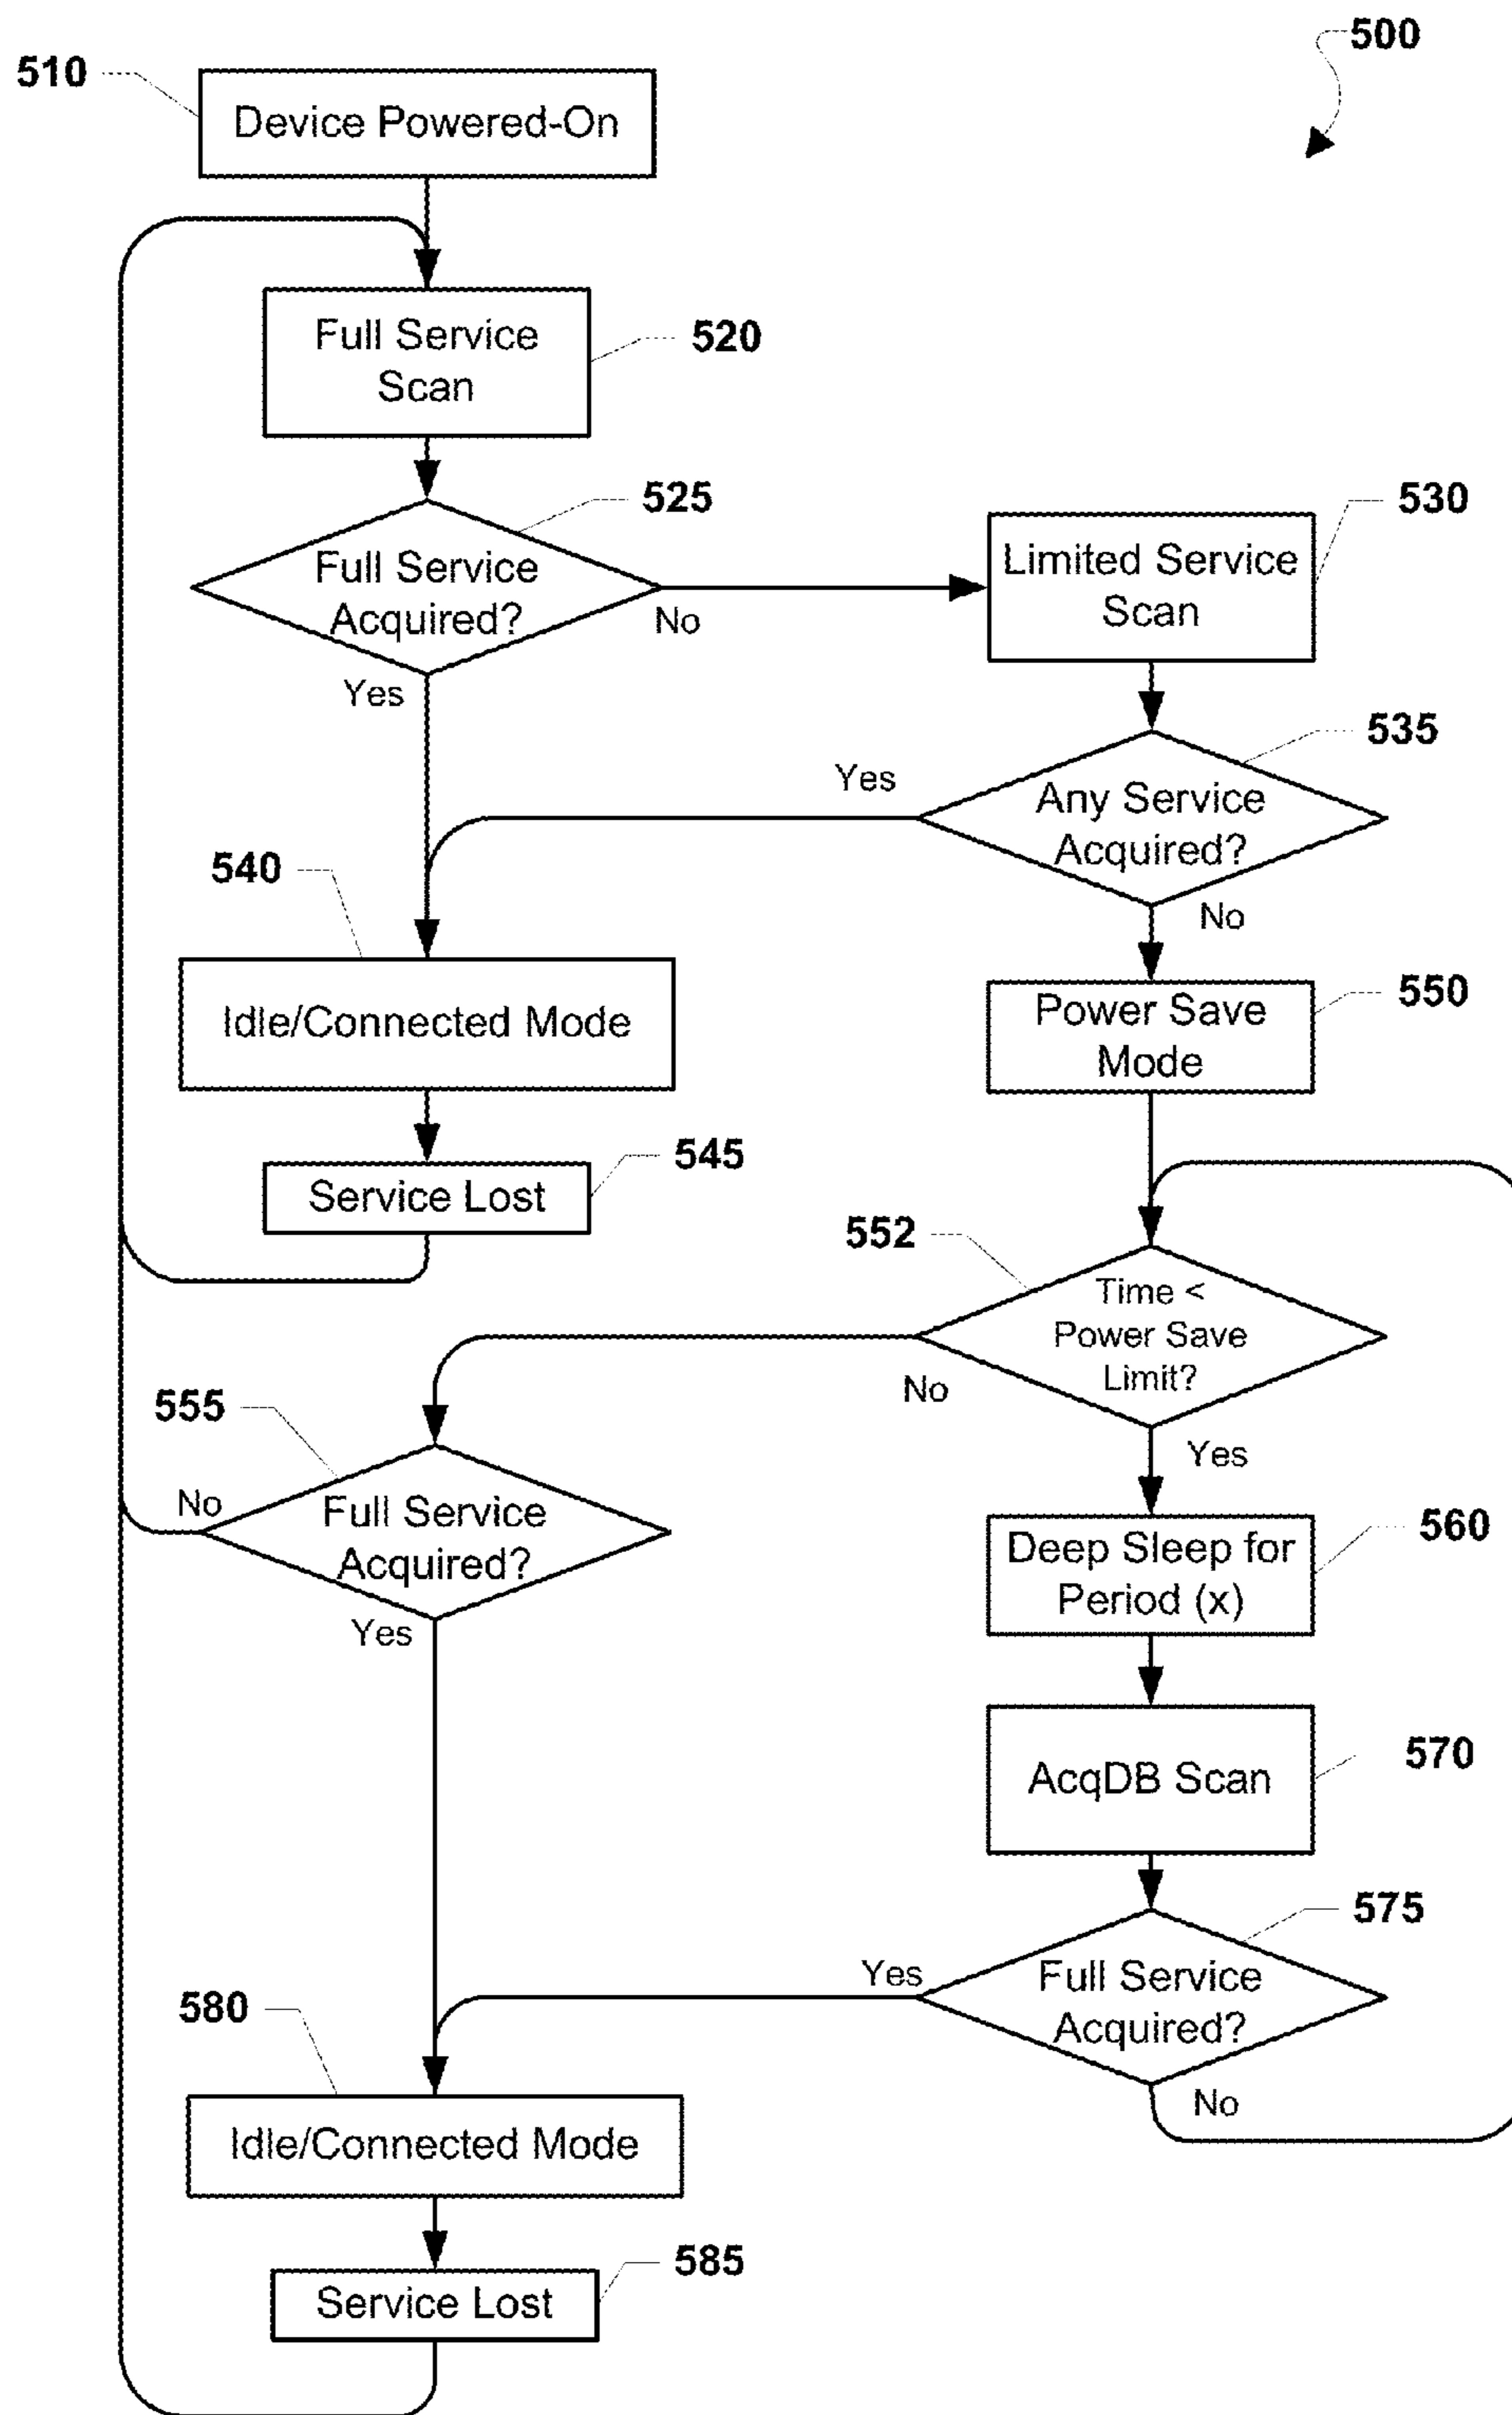 500
510
Device Powered-On
Full Service
Scan
520
525
Full Service
Acquired?
No
Yes
530
Limited Service
Scan
535
Any Service
Acquired?
Yes
No
540
Idle/Connected Mode
550
Power Save
Mode
545
Service Lost
552
Time <
Power Save
Limit?
No
Yes
555
Full Service
Acquired?
No
Yes
560
Deep Sleep for
Period (x)
570
AcqDB Scan
575
Full Service
Acquired?
Yes
No
580
Idle/Connected Mode
585
Service Lost